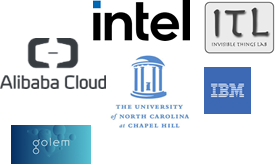 intel
ITL
INVISIBLE THINGS LAB
Alibaba Cloud
THE UNIVERSITY
of NORTH CAROLINA
at CHAPEL HILL
IBM
golem